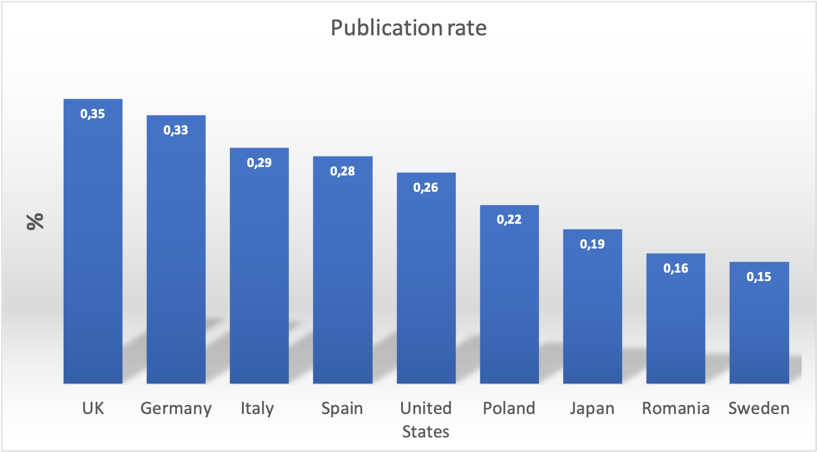 Publication rate
%
0,35
0,33
0,29
0,28
0,26
0,22
0,19
0,16
0,15
UK
Germany
Italy
Spain
United
States
Poland
Japan
Romania
Sweden